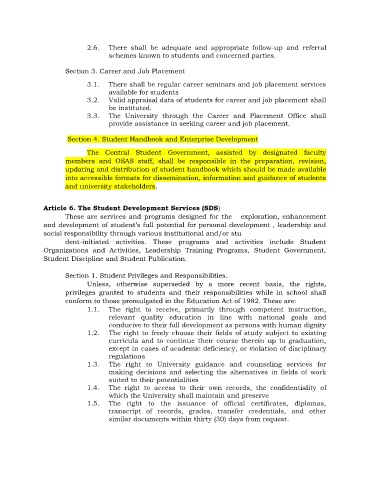 2.6. There shall be adequate and appropriate follow-up and referral
schemes known to students and concerned parties.
Section 3. Career and Job Placement
3.1. There shall be regular career seminars and job placement services
available for students
3.2. Valid appraisal data of students for career and job placement shall
be instituted.
3.3. The University through the Career and Placement Office shall
provide assistance in seeking career and job placement.
Section 4. Student Handbook and Enterprise Development
The Central Student Government, assisted by designated faculty
members and OSAS staff, shall be responsible in the preparation, revision,
updating and distribution of student handbook which should be made available
into accessible formats for dissemination, information and guidance of students
and university stakeholders.
Article 6. The Student Development Services (SDS)
These are services and programs designed for the exploration, enhancement
and development of student's full potential for personal development , leadership and
social responsibility through various institutional and/or stu
dent-initiated activities. These programs and activities include Student
Organizations and Activities, Leadership Training Programs, Student Government,
Student Discipline and Student Publication.
Section 1. Student Privileges and Responsibilities.
Unless, otherwise superseded by a more recent basis, the rights,
privileges granted to students and their responsibilities while in school shall
conform to those promulgated in the Education Act of 1982. These are:
1.1. The right to receive, primarily through competent instruction,
relevant quality education in line with national goals and
conducive to their full development as persons with human dignity
1.2. The right to freely choose their fields of study subject to existing
curricula and to continue their course therein up to graduation,
except in cases of academic deficiency, or violation of disciplinary
regulations
1.3. The right to University guidance and counseling services for
making decisions and selecting the alternatives in fields of work
suited to their potentialities
1.4. The right to access to their own records, the confidentiality of
which the University shall maintain and preserve
1.5. The right to the issuance of official certificates, diplomas,
transcript of records, grades, transfer credentials, and other
similar documents within thirty (30) days from request.